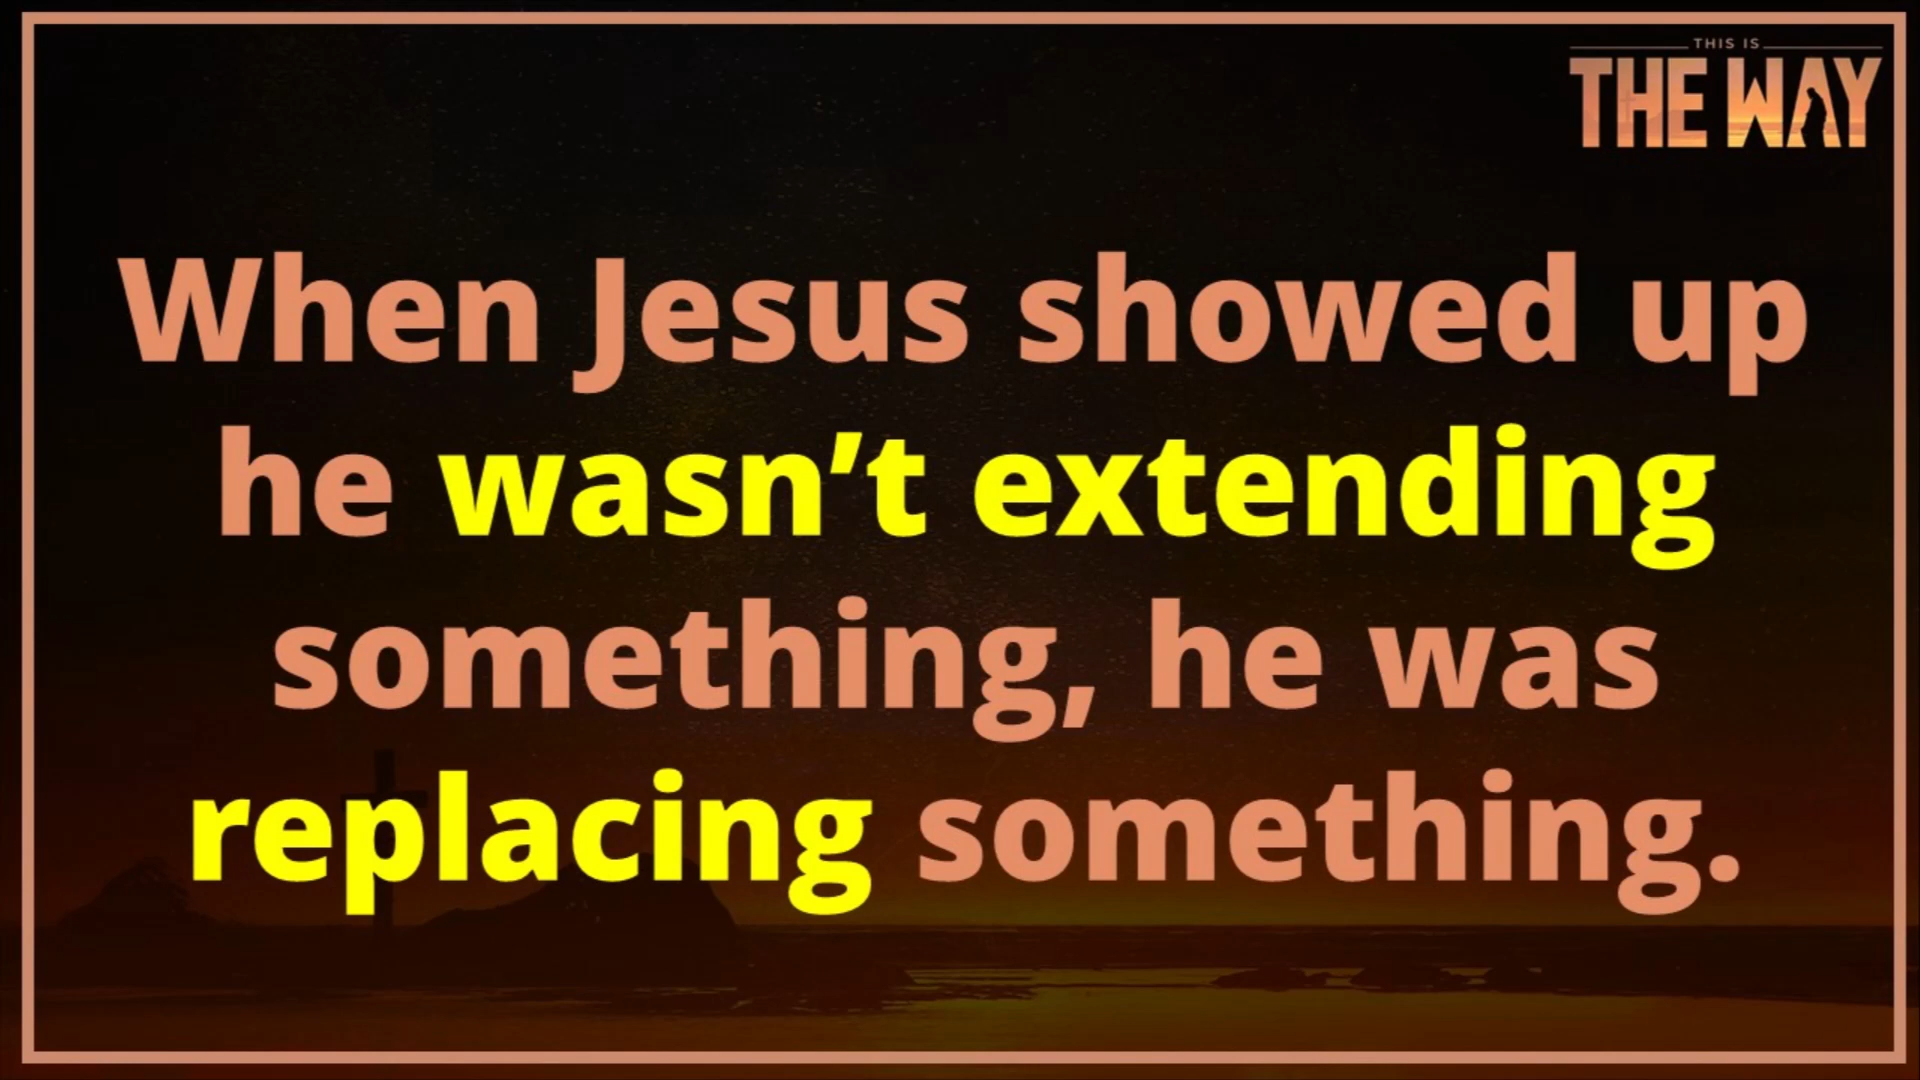 THIS IS
THE WAY
When Jesus showed up
he wasn’t extending
something, he was
replacing something.